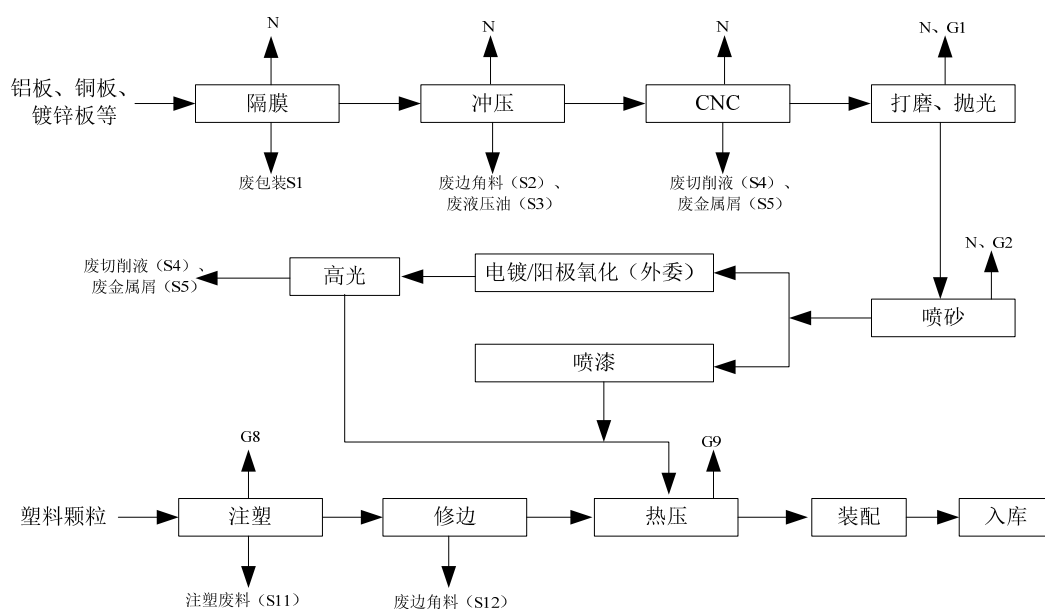 N
N
N
N、G1
铝板、铜板、
镀锌板等
隔膜
冲压
CNC
打磨、抛光
废包装S1
废边角料（S2）、
废液压油（S3）
废切削液（S4）、
废金属屑（S5）
N、G2
废切削液（S4）、
废金属屑（S5）
高光
电镀/阳极氧化（外委）
喷砂
喷漆
G8
G9
塑料颗粒
注塑
修边
热压
装配
入库
注塑废料（S11）
废边角料（S12）